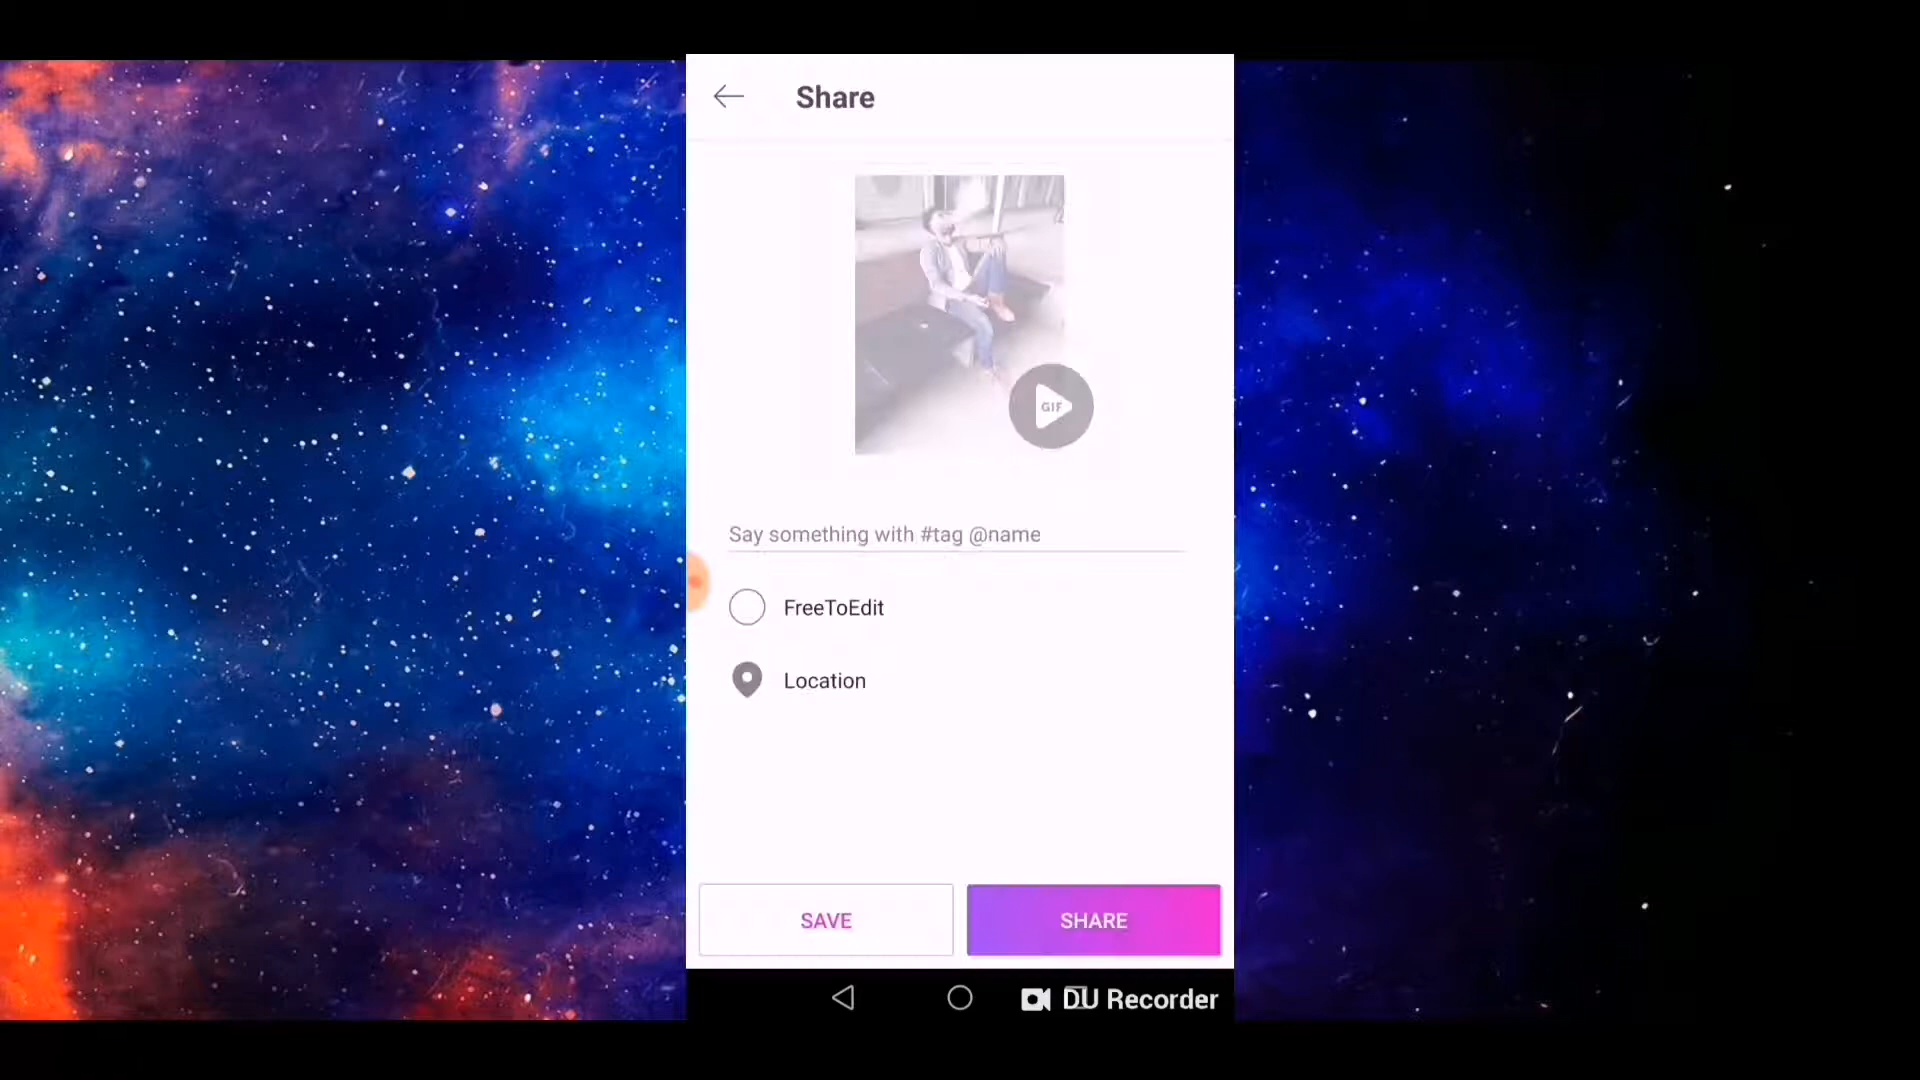 Share
GIF
Say something with #tag @name
FreeToEdit
Location
SAVE
SHARE
DU Recorder